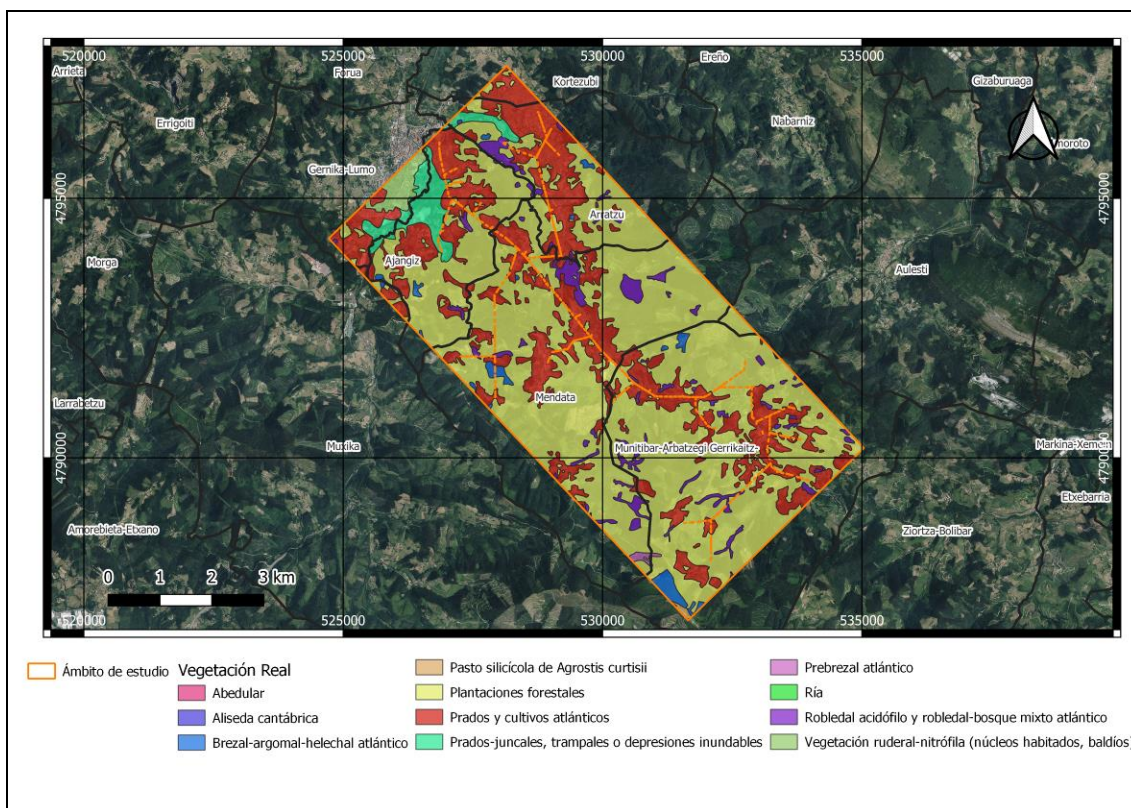 520000
525000
530000
535000
Arrieta
Forua
Kortezubi
Ereño
Gizaburuaga
Errigoiti
Nabarniz
moroto
Gernika-Lumo
4795000
4795000
Arratzu
Morga
Ajangiz
Aulesti
Larrabetzu
Mendata
Muxika
Munitibar-Arbatzegi Gerrikaitz-
Markina-Xemein
4790000
4790000
Etxebarria
Amorebieta-Etxano
Ziortza-Bolibar
0 1 2 3 km
520000
525000
530000
535000
Ámbito de estudio
Vegetación Real
Abedular
Aliseda cantábrica
Brezal-argomal-helechal atlántico
Pasto silicícola de Agrostis curtisii
Plantaciones forestales
Prados y cultivos atlánticos
Prados-juncales, trampales o depresiones inundables
Prebrezal atlántico
Ría
Robledal acidófilo y robledal-bosque mixto atlántico
Vegetación ruderal-nitrófila (núcleos habitados, baldíos)